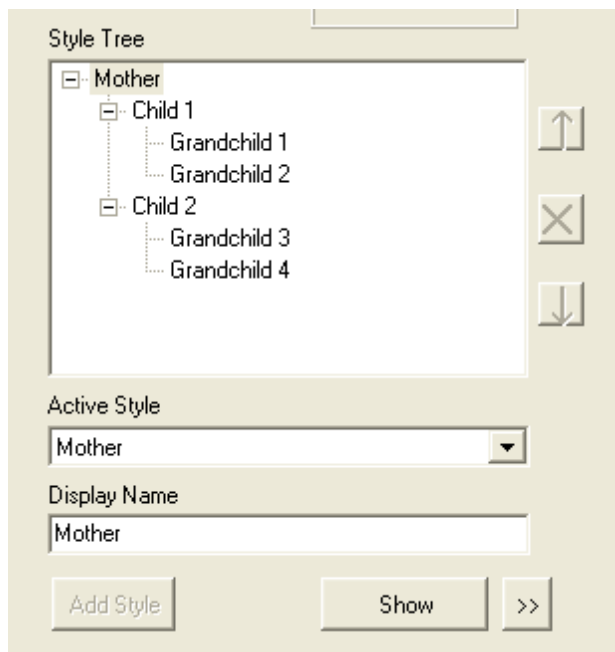 Style Tree
Mother
Child 1
Grandchild 1
Grandchild 2
Child 2
Grandchild 3
Grandchild 4
Active Style
Mother
Display Name
Mother
Add Style
Show
>>